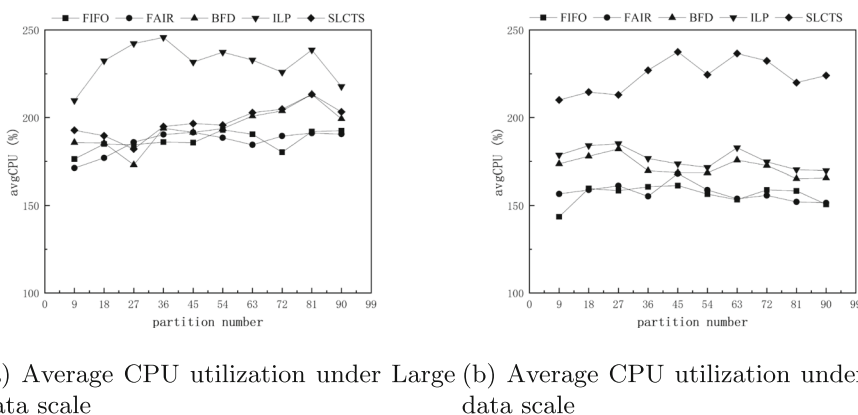 FIFO FAIR BFD ILP SLCTS
250
200
150
100
avgCPU (%)
0 9 18 27 36 45 54 63 72 81 90 99
partition number
FIFO FAIR BFD ILP SLCTS
250
200
150
100
avgCPU (%)
0 9 18 27 36 45 54 63 72 81 90 99
partition number
) Average CPU utilization under Large
ata scale
(b) Average CPU utilization under
data scale